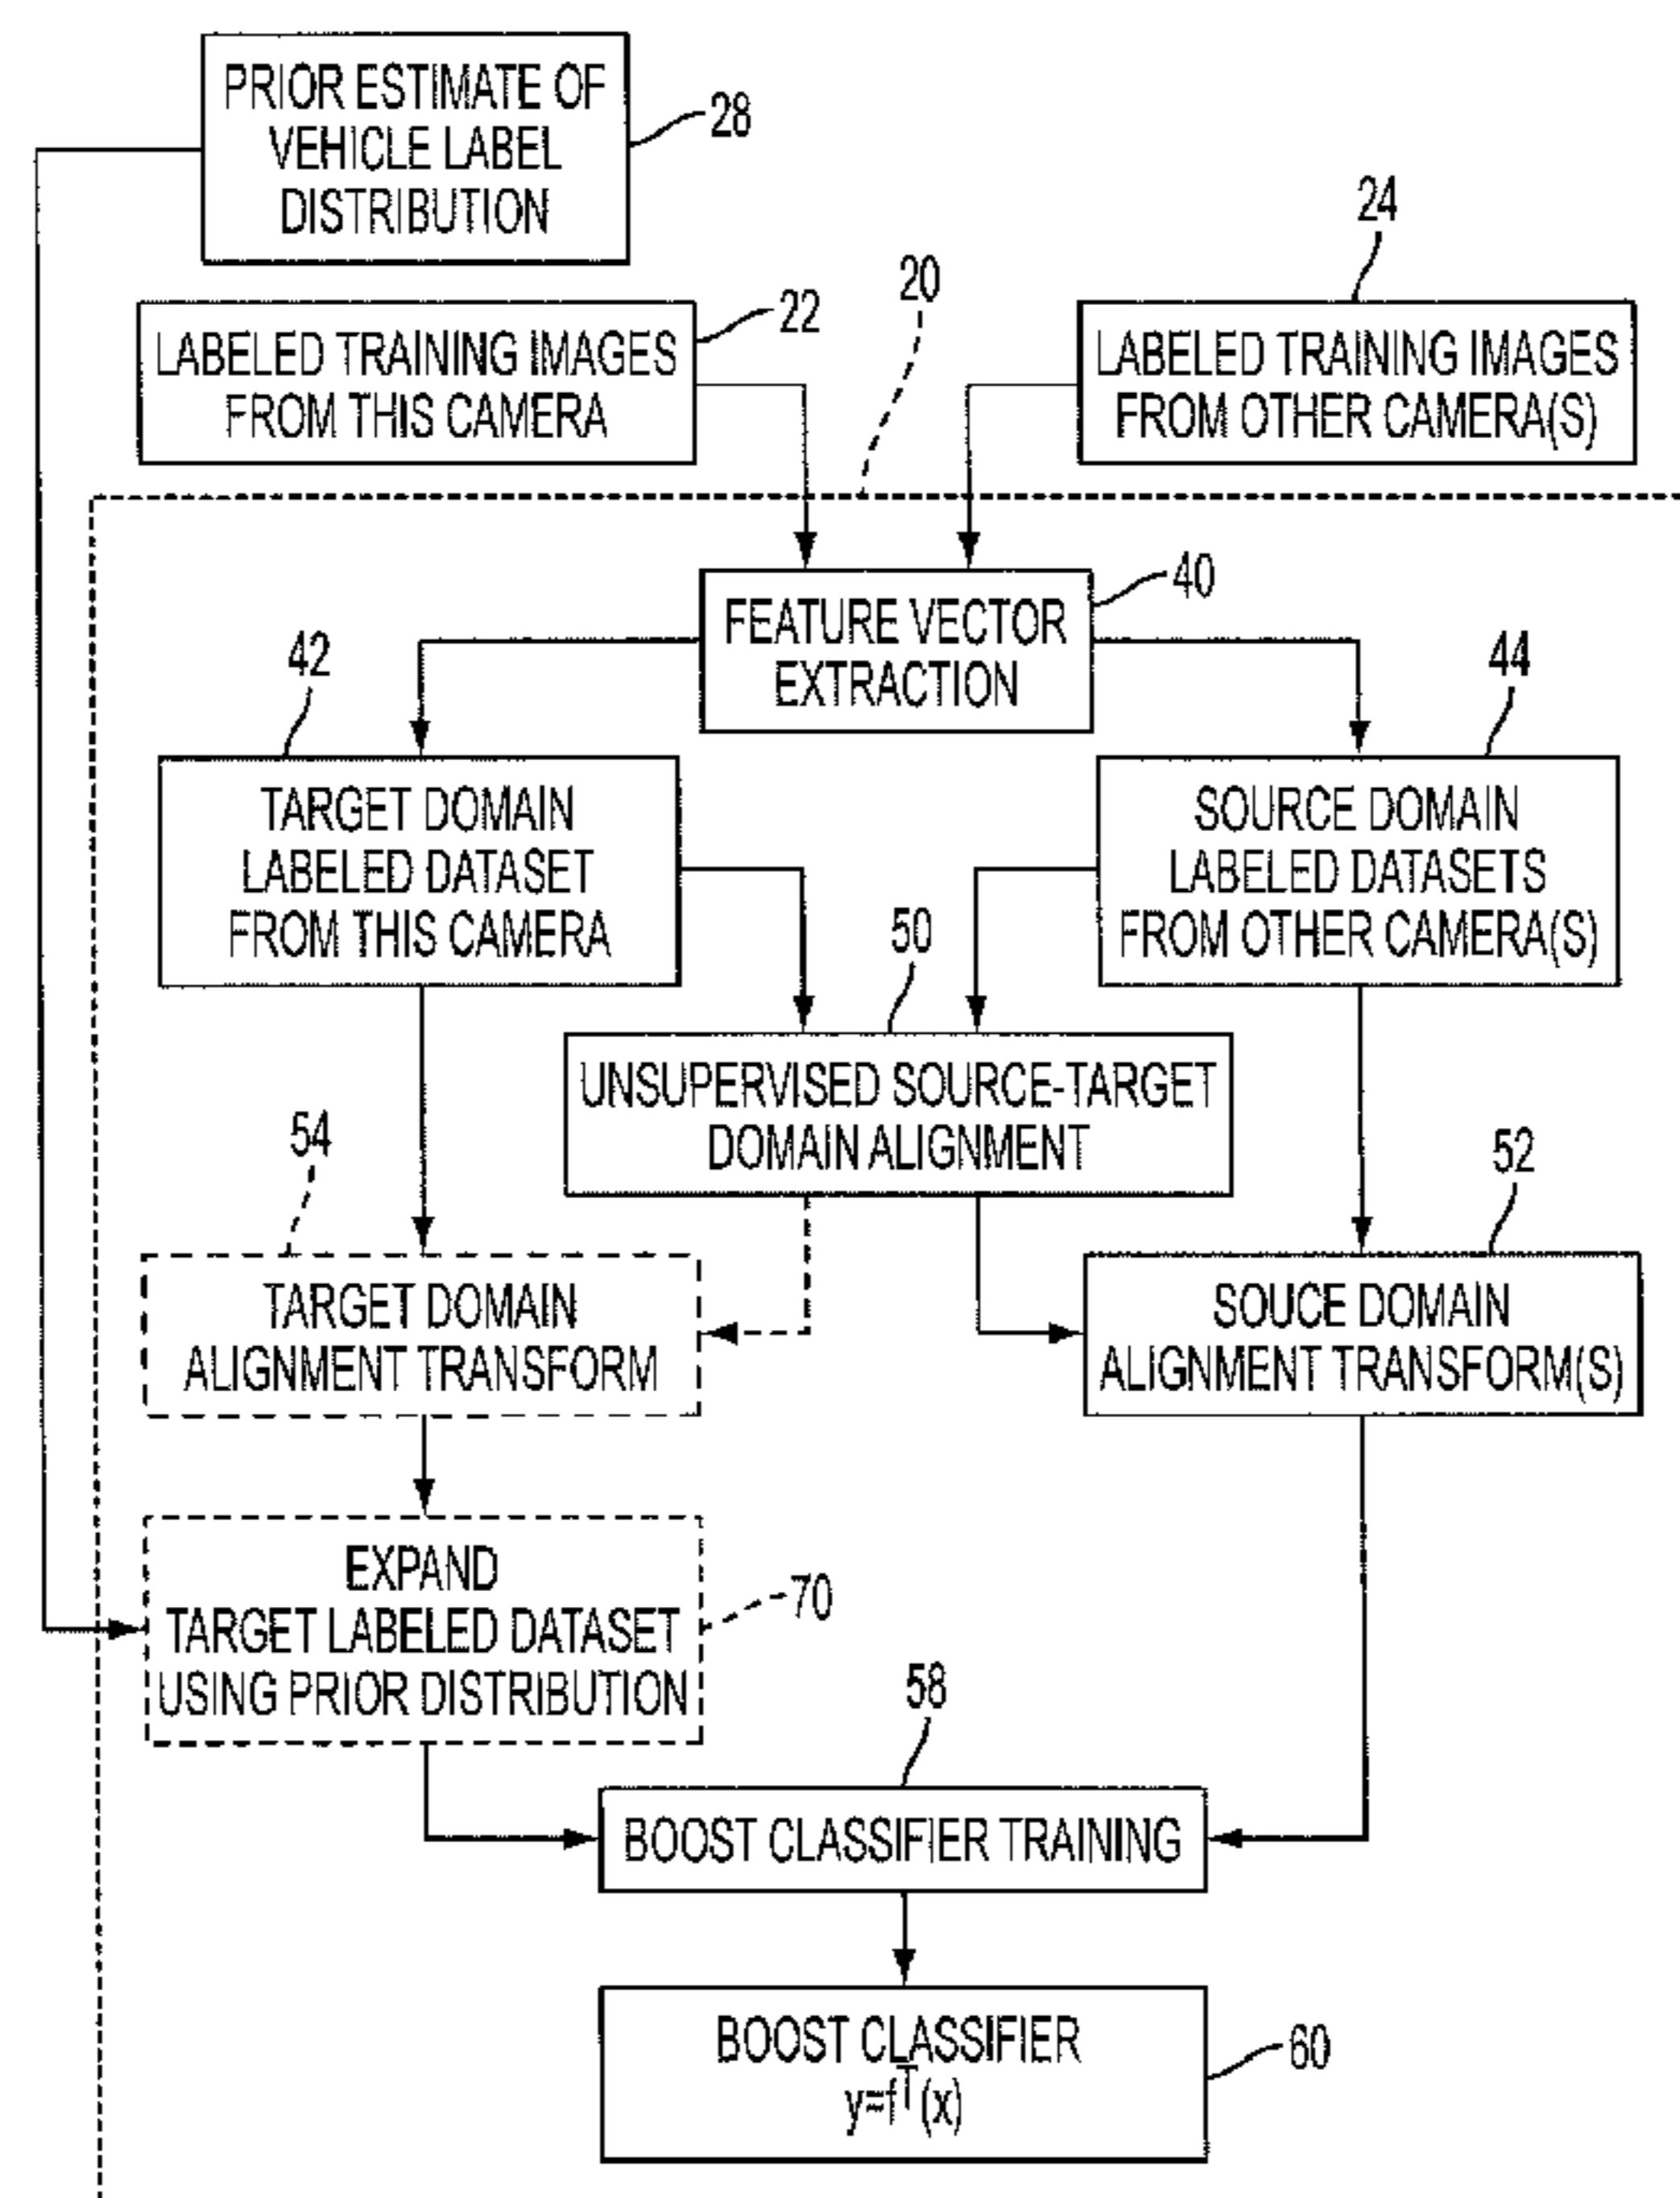 PRIOR ESTIMATE OF
VEHICLE LABEL
DISTRIBUTION
28
24
20
22
LABELED TRAINING IMAGES
FROM THIS CAMERA
LABELED TRAINING IMAGES
FROM OTHER CAMERA(S)
40
FEATURE VECTOR
EXTRACTION
42
44
TARGET DOMAIN
LABELED DATASET
FROM THIS CAMERA
SOURCE DOMAIN
LABELED DATASETS
FROM OTHER CAMERA(S)
50
UNSUPERVISED SOURCE-TARGET
DOMAIN ALIGNMENT
54
52
TARGET DOMAIN
ALIGNMENT TRANSFORM
SOUCE DOMAIN
ALIGNMENT TRANSFORM(S)
EXPAND
TARGET LABELED DATASET
USING PRIOR DISTRIBUTION
70
58
BOOST CLASSIFIER TRAINING
BOOST CLASSIFIER
y=fᵀ(x)
60